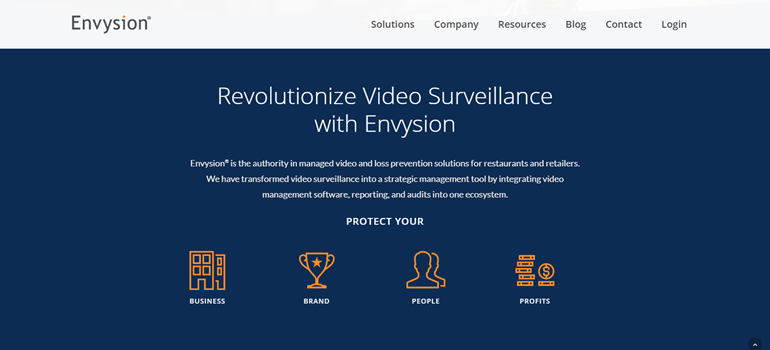 Envysion®
Solutions Company Resources Blog Contact Login
Revolutionize Video Surveillance
with Envysion
Envysion® is the authority in managed video and loss prevention solutions for restaurants and retailers.
We have transformed video surveillance into a strategic management tool by integrating video
management software, reporting, and audits into one ecosystem.
PROTECT YOUR
BUSINESS BRAND PEOPLE PROFITS